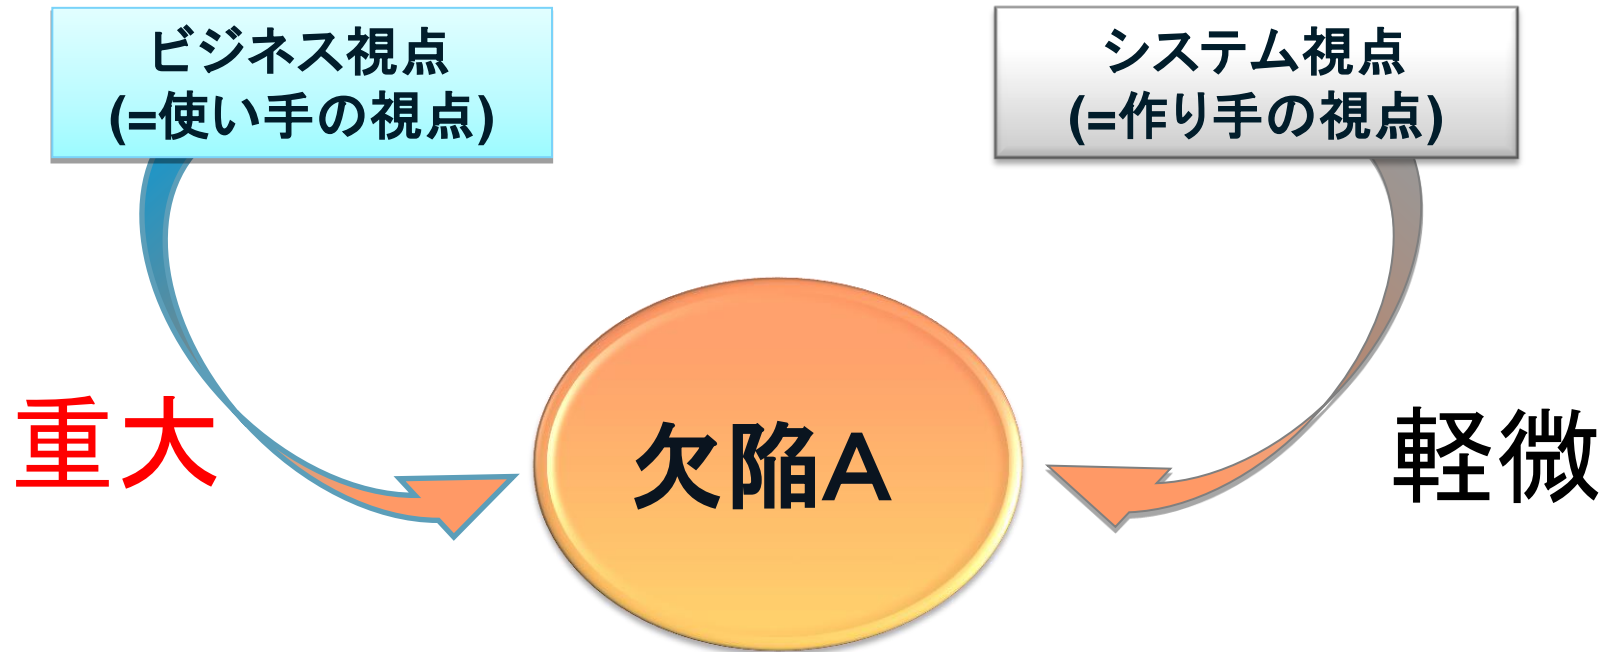 ビジネス視点
(=使い手の視点)
システム視点
(=作り手の視点)
重大
欠陥A
軽微